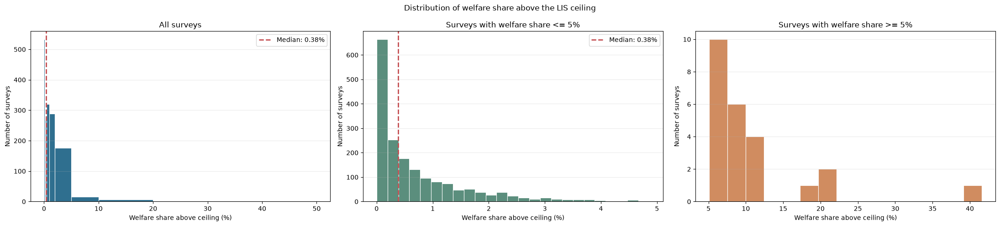 Distribution of welfare share above the LIS ceiling
All surveys
500
400
300
200
100
0
Number of surveys
Median: 0.38%
0 10 20 30 40 50
Welfare share above ceiling (%)
Surveys with welfare share <= 5%
600
500
400
300
200
100
0
Number of surveys
Median: 0.38%
0 1 2 3 4 5
Welfare share above ceiling (%)
Surveys with welfare share >= 5%
10
8
6
4
2
0
Number of surveys
5 10 15 20 25 30 35 40
Welfare share above ceiling (%)